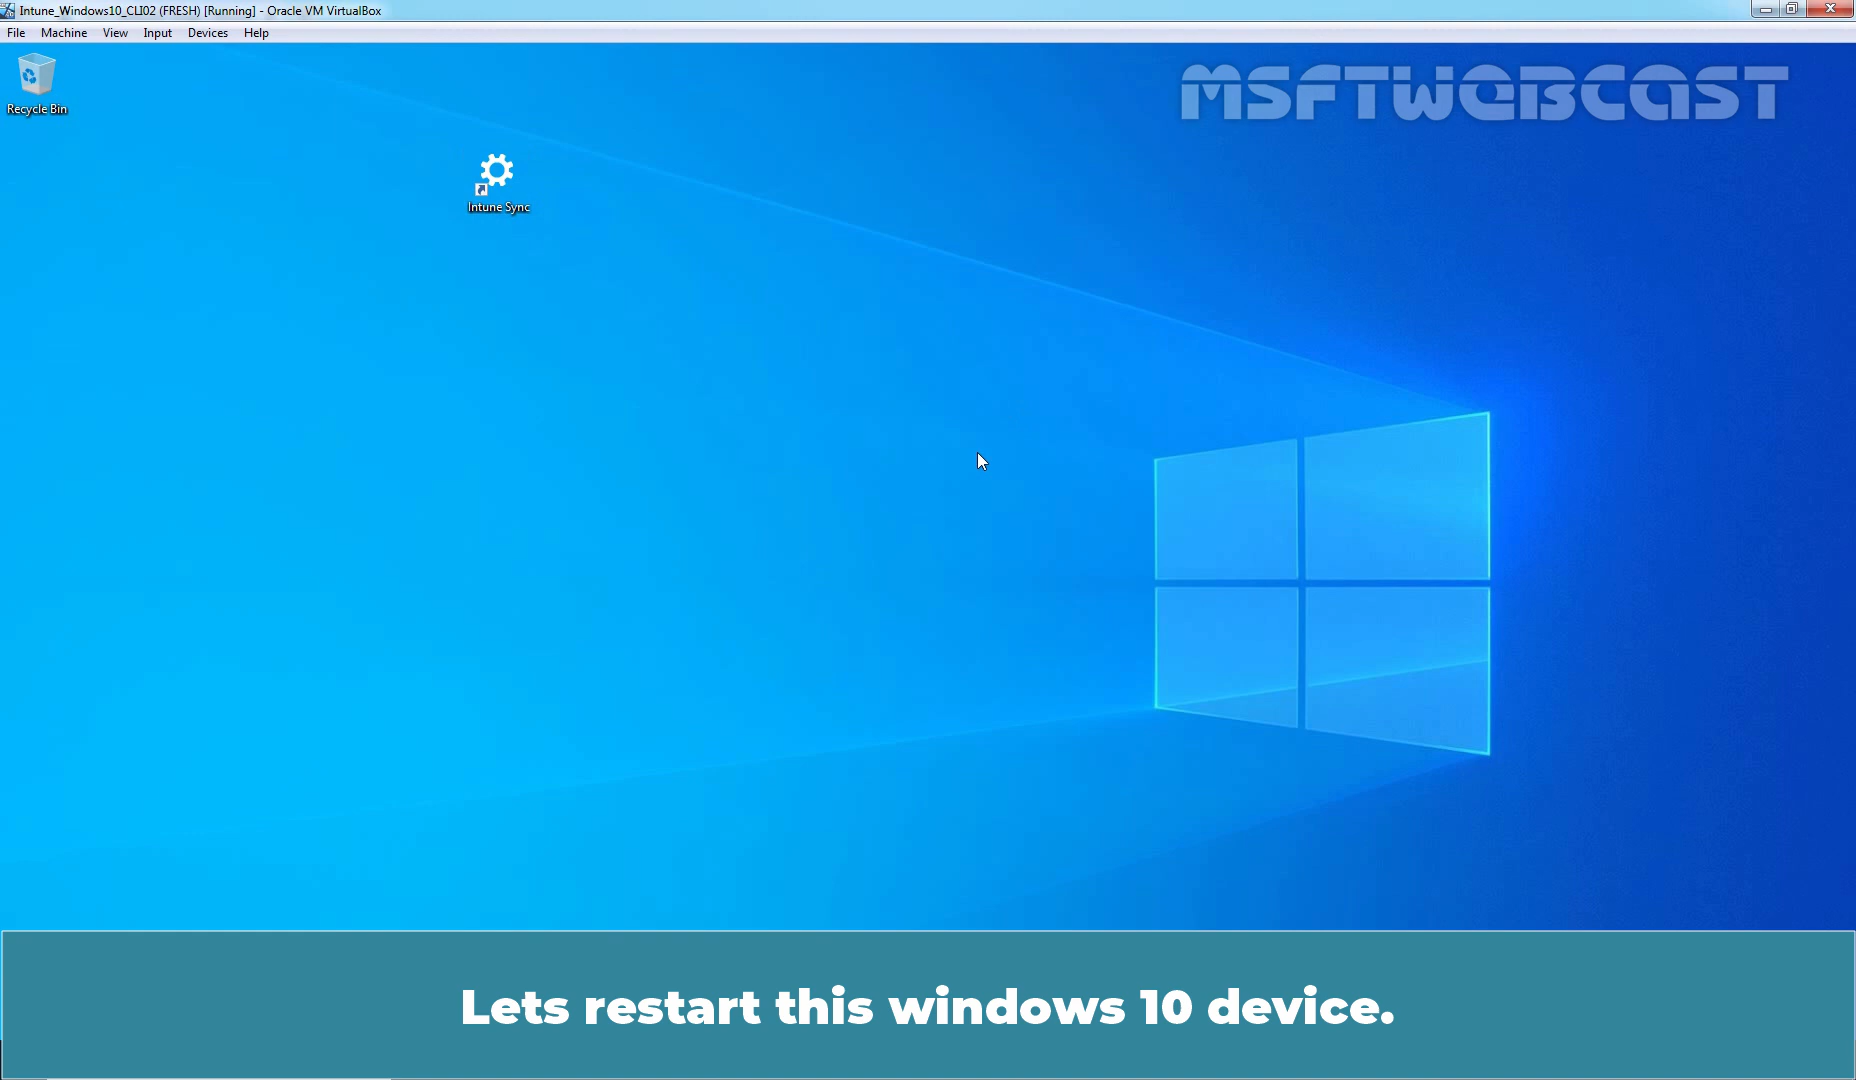 Intune_Windows10_CLI02 (FRESH) [Running] - Oracle VM VirtualBox
File Machine View Input Devices Help
MSFTWEBCAST
Recycle Bin
Intune Sync
Lets restart this windows 10 device.